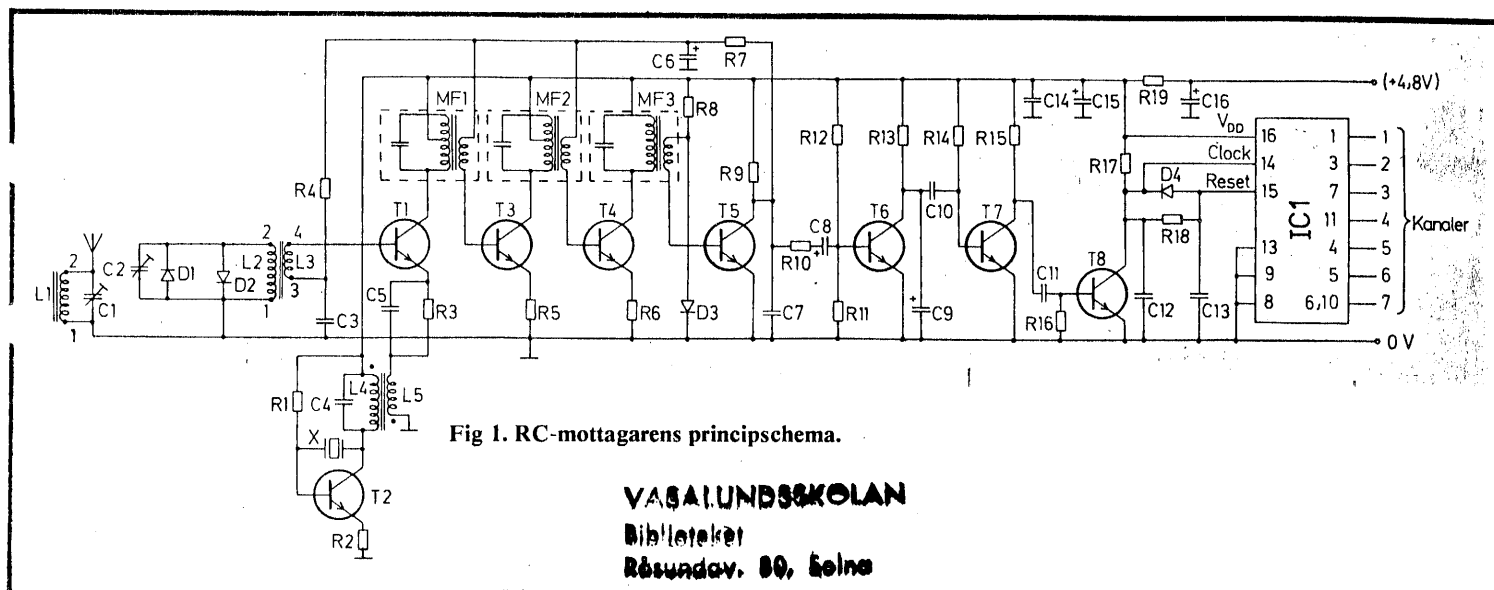 C6 + R7
(+4,8V)
MF1 MF2 MF3 R8 C14 + C15 R19 + C16
R12 R13 R14 R15
V_DD 16 1 1
R9 R17 Clock 14 3 2
R4 D4 Reset 15 7 3
T1 T3 T4 T5 C8 T6 C10 T7 R18 11 4 Kanaler
2 4 IC1
2 C2 D1 D2 L2 L3 R10 + C11 T8 13 4 5
L1 C1 3 C5 9 5 6
1 1 C3 R3 R5 R6 D3 C7 R11 + C9 R16 C12 C13 8 6,10 7
0 V
R1 C4 L4 L5
X
Fig 1. RC-mottagarens principschema.
T2
R2
VASALUNDSSKOLAN
Biblioteket
Råsundav. 80, Solna